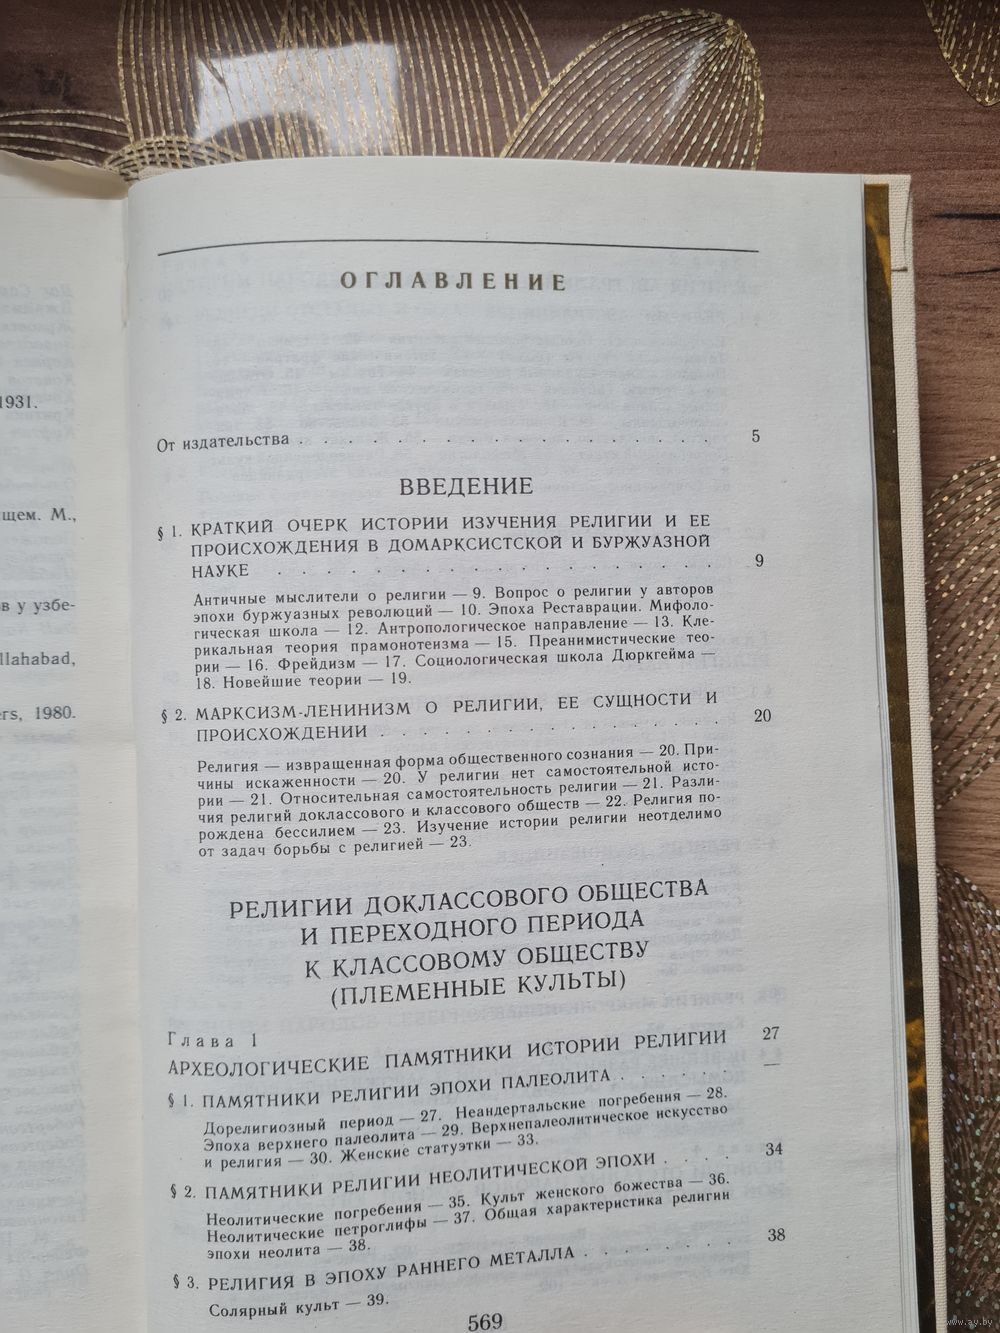 1931.
щем. М.,
в у узбе-
llahabad,
ers, 1980.
ОГЛАВЛЕНИЕ
От издательства . . . . . . . . . . . . . . . . . 5
ВВЕДЕНИЕ
§ 1. КРАТКИЙ ОЧЕРК ИСТОРИИ ИЗУЧЕНИЯ РЕЛИГИИ И ЕЕ
ПРОИСХОЖДЕНИЯ В ДОМАРКСИСТСКОЙ И БУРЖУАЗНОЙ
НАУКЕ . . . . . . . . . . . . . . . . . . 9
Античные мыслители о религии — 9. Вопрос о религии у авторов
эпохи буржуазных революций — 10. Эпоха Реставрации. Мифоло-
гическая школа — 12. Антропологическое направление — 13. Кле-
рикальная теория прамонотеизма — 15. Преанимистические тео-
рии — 16. Фрейдизм — 17. Социологическая школа Дюркгейма —
18. Новейшие теории — 19.
§ 2. МАРКСИЗМ-ЛЕНИНИЗМ О РЕЛИГИИ, ЕЕ СУЩНОСТИ И
ПРОИСХОЖДЕНИИ . . . . . . . . . . . . . . 20
Религия — извращенная форма общественного сознания — 20. При-
чины искаженности — 20. У религии нет самостоятельной исто-
рии — 21. Относительная самостоятельность религии — 21. Разли-
чия религий доклассового и классового обществ — 22. Религия по-
рождена бессилием — 23. Изучение истории религии неотделимо
от задач борьбы с религией — 23.
РЕЛИГИИ ДОКЛАССОВОГО ОБЩЕСТВА
И ПЕРЕХОДНОГО ПЕРИОДА
К КЛАССОВОМУ ОБЩЕСТВУ
(ПЛЕМЕННЫЕ КУЛЬТЫ)
Глава 1
АРХЕОЛОГИЧЕСКИЕ ПАМЯТНИКИ ИСТОРИИ РЕЛИГИИ 27
§ 1. ПАМЯТНИКИ РЕЛИГИИ ЭПОХИ ПАЛЕОЛИТА . . . . . —
Дорелигиозный период — 27. Неандертальские погребения — 28.
Эпоха верхнего палеолита — 29. Верхнепалеолитическое искусство
и религия — 30. Женские статуэтки — 33.
§ 2. ПАМЯТНИКИ РЕЛИГИИ НЕОЛИТИЧЕСКОЙ ЭПОХИ . . . . 34
Неолитические погребения — 35. Культ женского божества — 36.
Неолитические петроглифы — 37. Общая характеристика религии
эпохи неолита — 38.
§ 3. РЕЛИГИЯ В ЭПОХУ РАННЕГО МЕТАЛЛА . . . . . . . 38
Солярный культ — 39.
569
www.ay.by